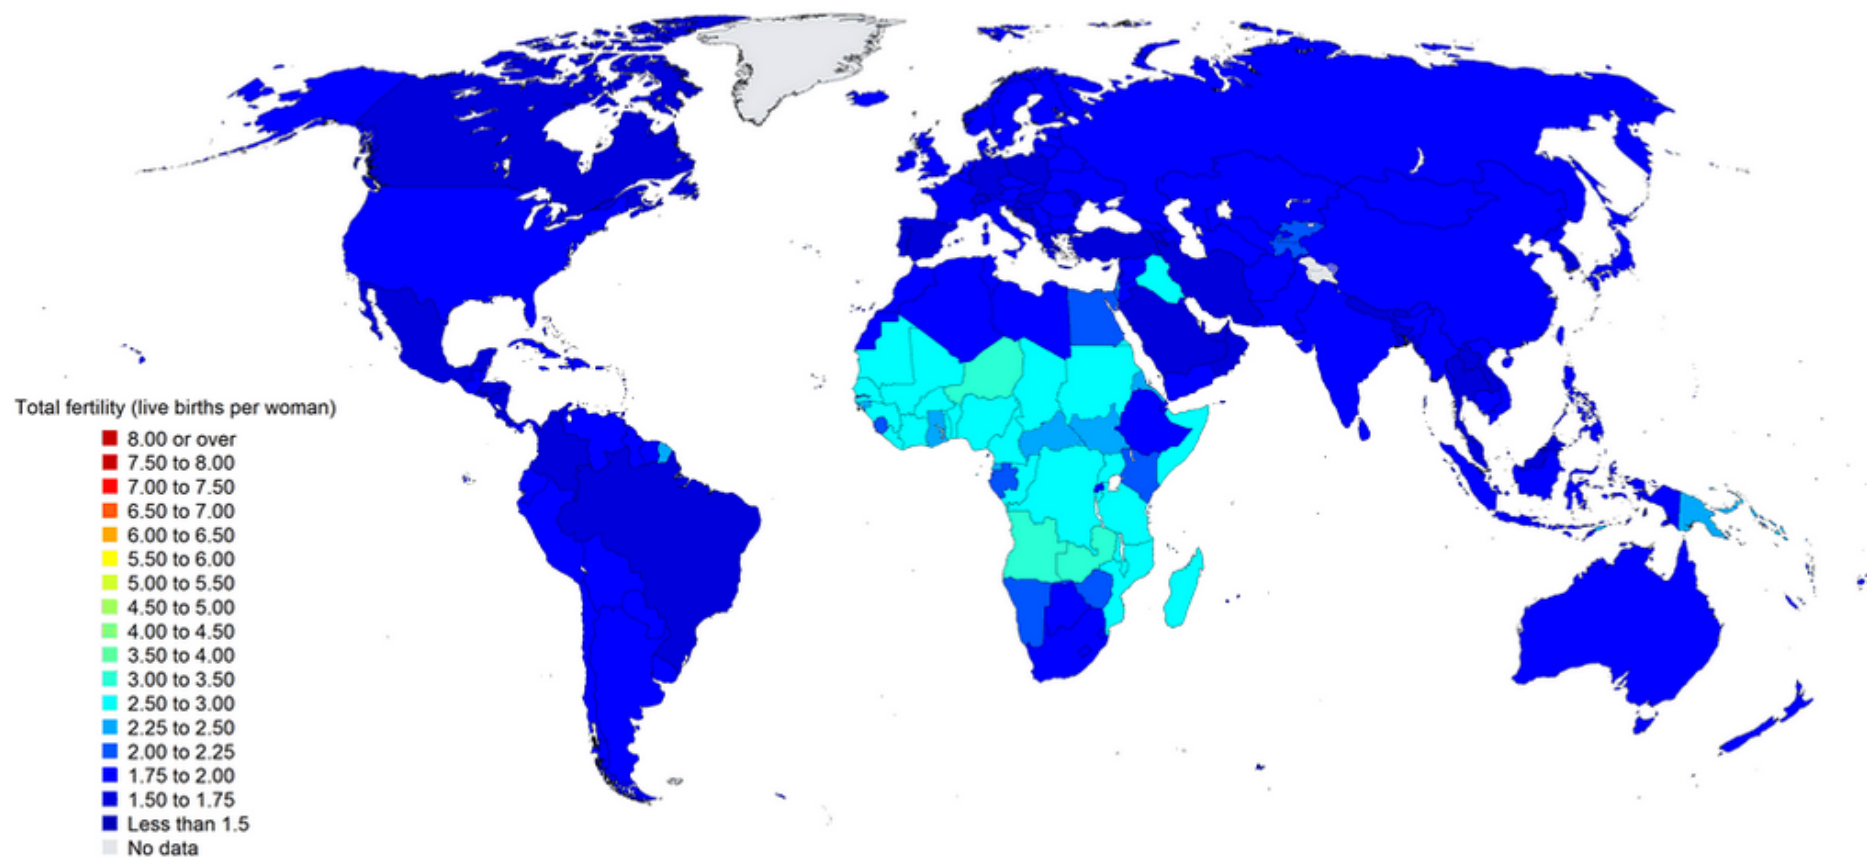 Total fertility (live births per woman)
8.00 or over
7.50 to 8.00
7.00 to 7.50
6.50 to 7.00
6.00 to 6.50
5.50 to 6.00
5.00 to 5.50
4.50 to 5.00
4.00 to 4.50
3.50 to 4.00
3.00 to 3.50
2.50 to 3.00
2.25 to 2.50
2.00 to 2.25
1.75 to 2.00
1.50 to 1.75
Less than 1.5
No data